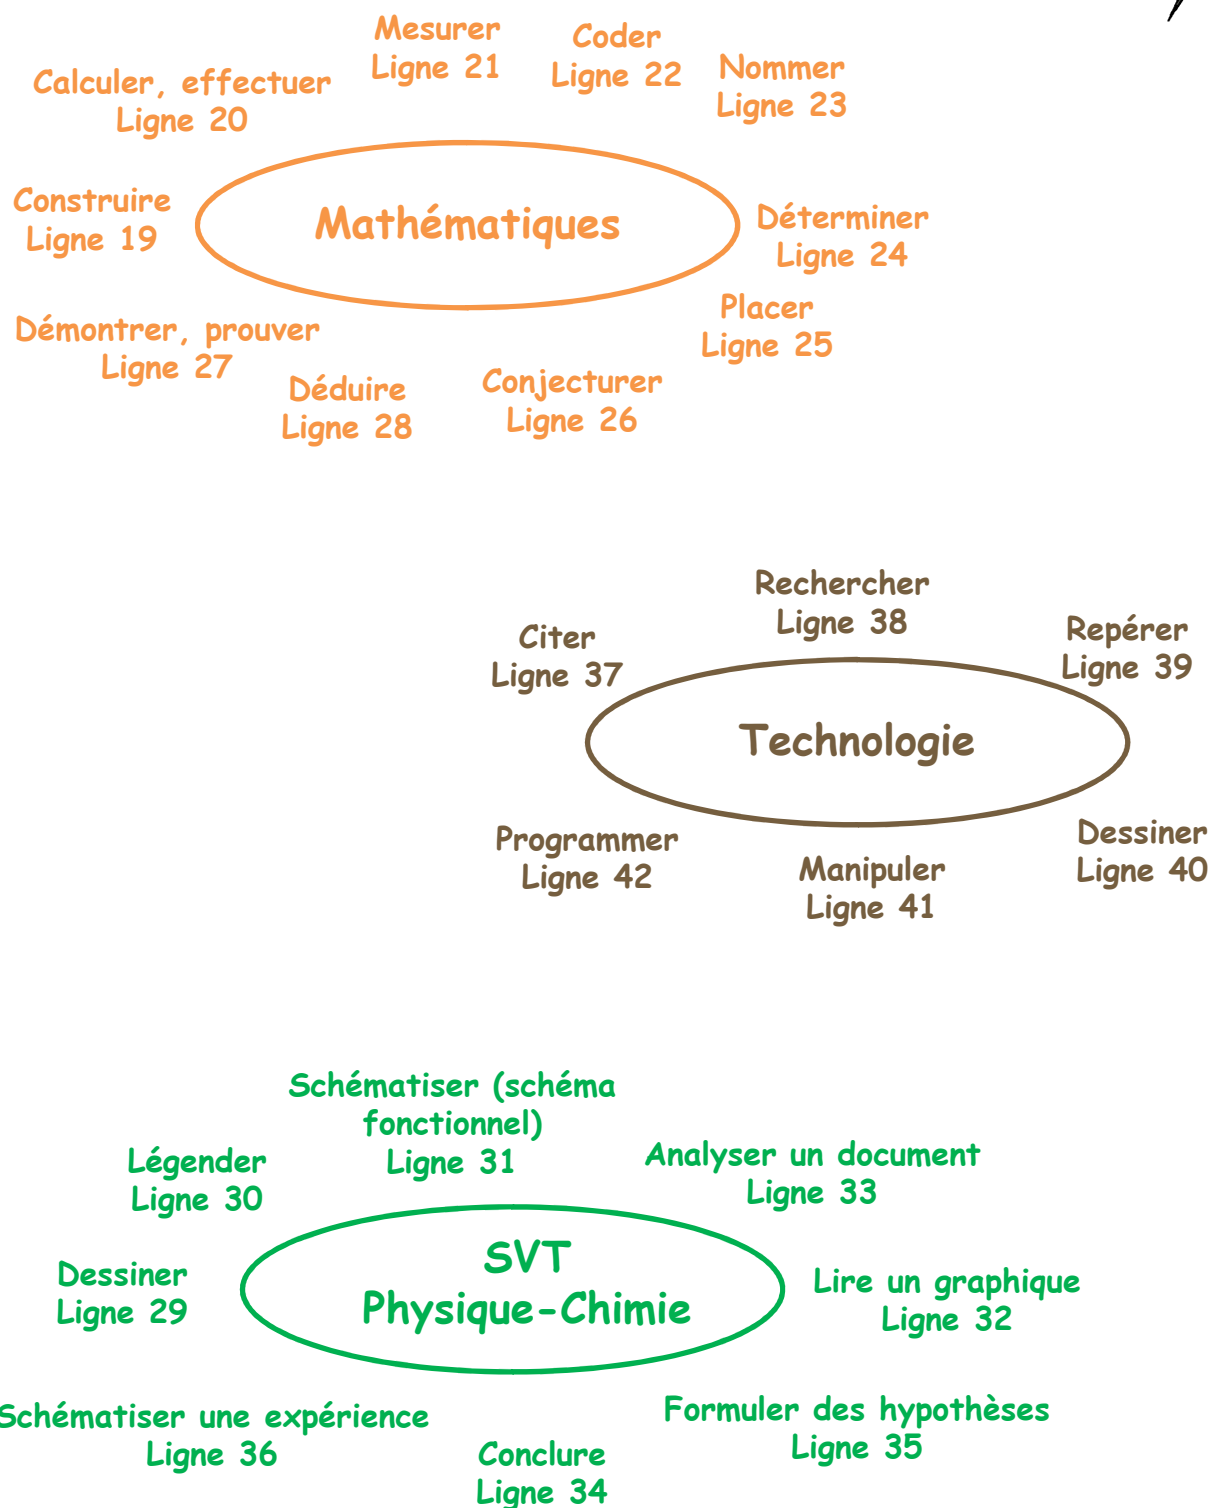 Mesurer
Ligne 21
Coder
Ligne 22
Nommer
Ligne 23
Calculer, effectuer
Ligne 20
Construire
Ligne 19
Mathématiques
Déterminer
Ligne 24
Placer
Ligne 25
Démontrer, prouver
Ligne 27
Déduire
Ligne 28
Conjecturer
Ligne 26
Rechercher
Ligne 38
Citer
Ligne 37
Repérer
Ligne 39
Technologie
Programmer
Ligne 42
Manipuler
Ligne 41
Dessiner
Ligne 40
Schématiser (schéma
fonctionnel)
Ligne 31
Légender
Ligne 30
Analyser un document
Ligne 33
SVT
Physique-Chimie
Dessiner
Ligne 29
Lire un graphique
Ligne 32
Schématiser une expérience
Ligne 36
Conclure
Ligne 34
Formuler des hypothèses
Ligne 35